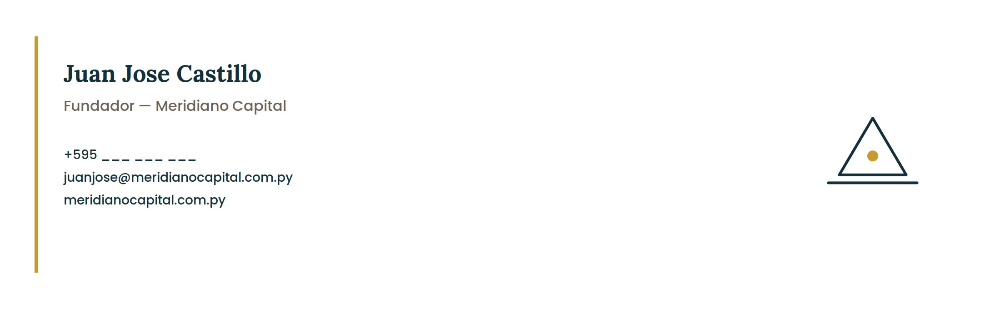 Juan Jose Castillo
Fundador — Meridiano Capital
+595 ___ ___ ___
juanjose@meridianocapital.com.py
meridianocapital.com.py